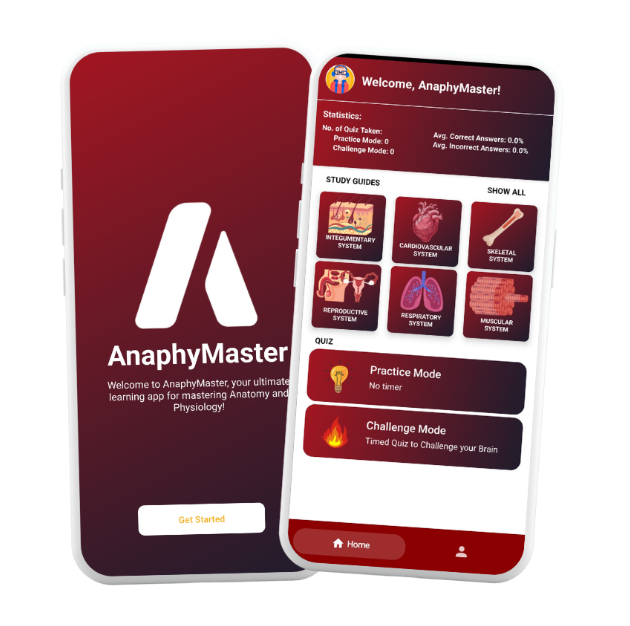 AnaphyMaster
Welcome to AnaphyMaster, your ultimate
learning app for mastering Anatomy and
Physiology!
Get Started
Welcome, AnaphyMaster!
Statistics:
No. of Quiz Taken:
Practice Mode: 0
Challenge Mode: 0
Avg. Correct Answers: 0.0%
Avg. Incorrect Answers: 0.0%
STUDY GUIDES
SHOW ALL
INTEGUMENTARY
SYSTEM
CARDIOVASCULAR
SYSTEM
SKELETAL
SYSTEM
REPRODUCTIVE
SYSTEM
RESPIRATORY
SYSTEM
MUSCULAR
SYSTEM
QUIZ
Practice Mode
No timer
Challenge Mode
Timed Quiz to Challenge your Brain
Home